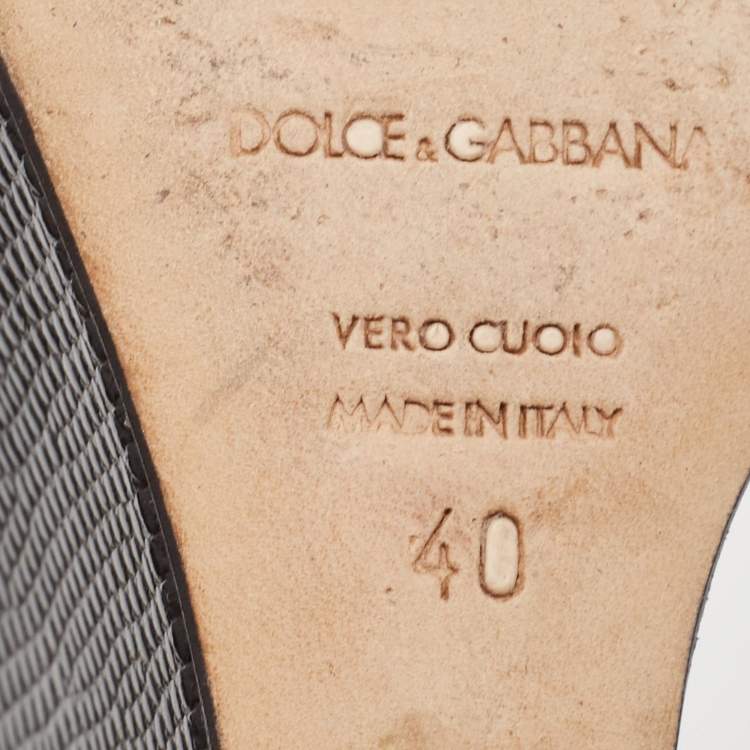 DOLCE & GABBANA
VERO CUOIO
MADE IN ITALY
40